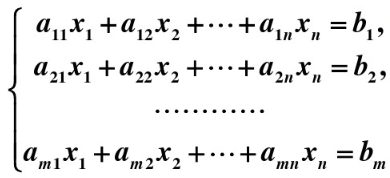 a₁₁x₁ + a₁₂x₂ + ⋯ + a₁ₙxₙ = b₁,
a₂₁x₁ + a₂₂x₂ + ⋯ + a₂ₙxₙ = b₂,
…………
aₘ₁x₁ + aₘ₂x₂ + ⋯ + aₘₙxₙ = bₘ